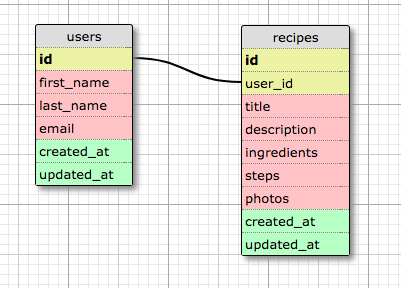 users
id
first_name
last_name
email
created_at
updated_at
recipes
id
user_id
title
description
ingredients
steps
photos
created_at
updated_at